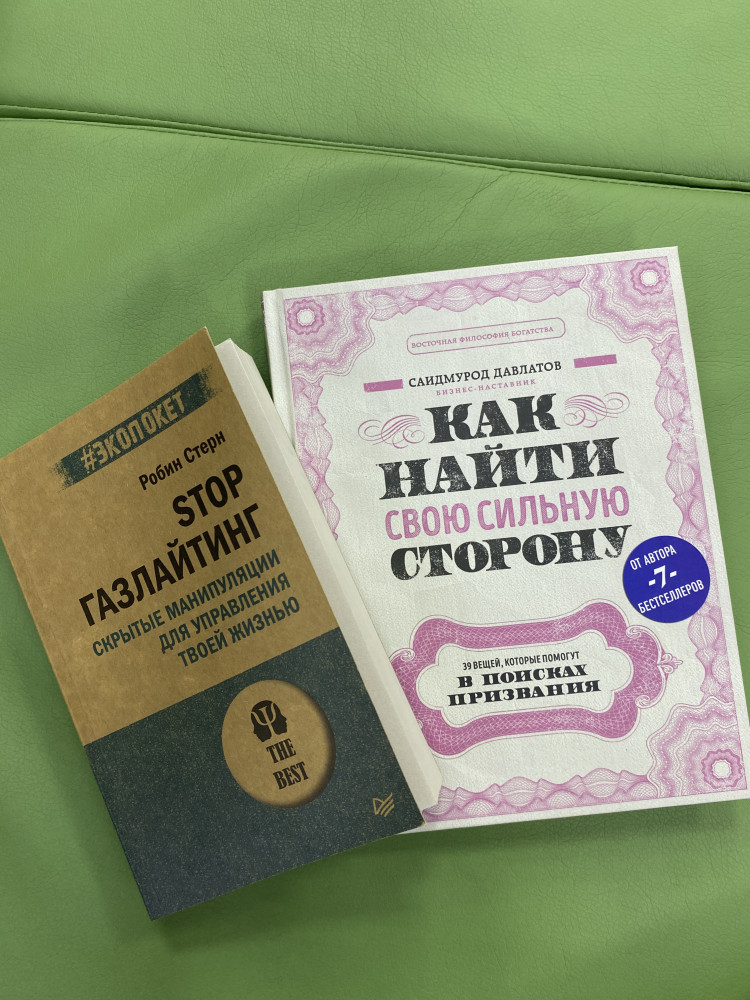 #ЭКОПОКЕТ
Робин Стерн
STOP
ГАЗЛАЙТИНГ
СКРЫТЫЕ МАНИПУЛЯЦИИ
ДЛЯ УПРАВЛЕНИЯ
ТВОЕЙ ЖИЗНЬЮ
THE
BEST
ВОСТОЧНАЯ ФИЛОСОФИЯ БОГАТСТВА
САИДМУРОД ДАВЛАТОВ
БИЗНЕС-НАСТАВНИК
КАК
НАЙТИ
СВОЮ СИЛЬНУЮ
СТОРОНУ
ОТ АВТОРА
-7-
БЕСТСЕЛЛЕРОВ
39 ВЕЩЕЙ, КОТОРЫЕ ПОМОГУТ
В ПОИСКАХ
ПРИЗВАНИЯ